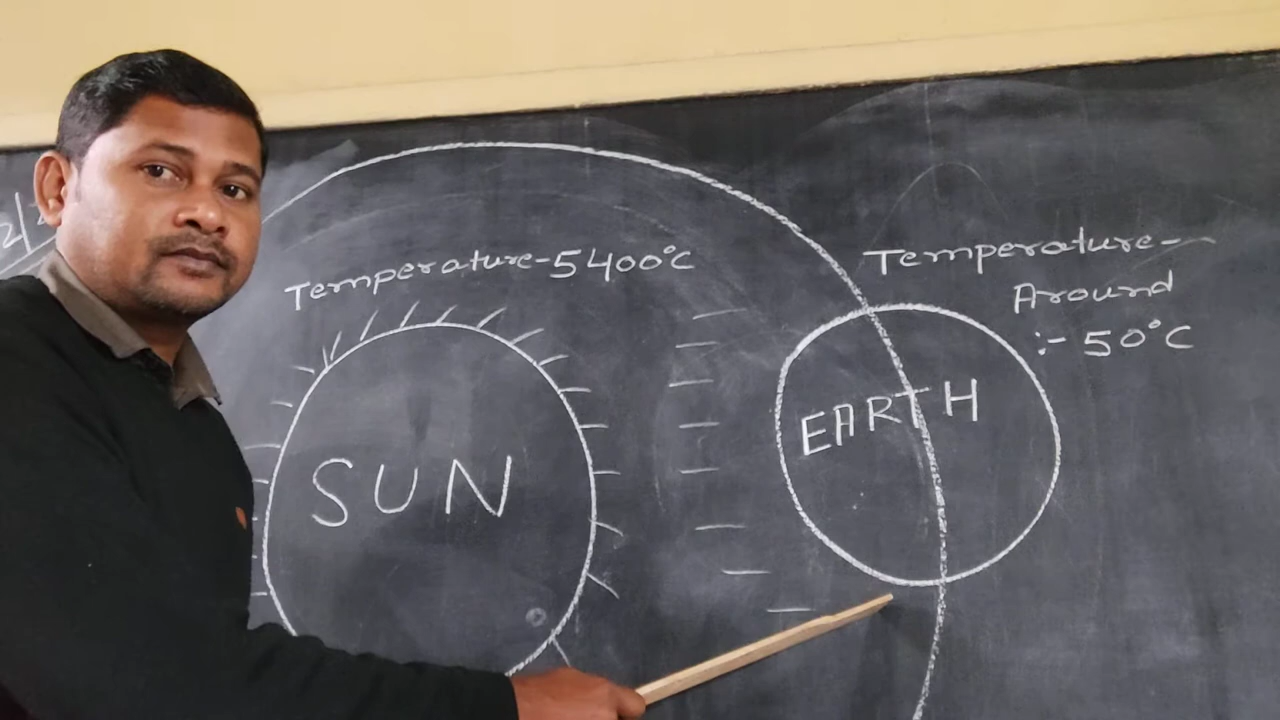 Temperature-5400°C
SUN
Temperature-
Around
:- 50°C
EARTH